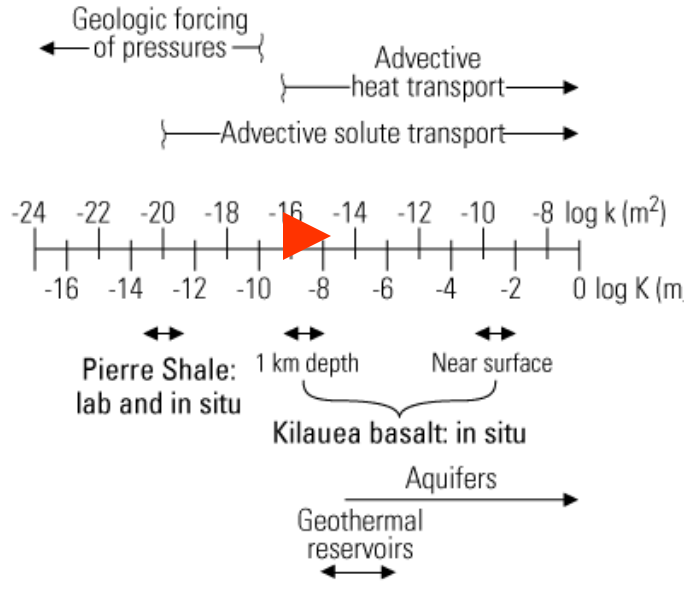 Geologic forcing
of pressures
Advective
heat transport
Advective solute transport
-24 -22 -20 -18 -16 -14 -12 -10 -8 log k (m²)
-16 -14 -12 -10 -8 -6 -4 -2 0 log K (m
Pierre Shale:
lab and in situ
1 km depth
Near surface
Kilauea basalt: in situ
Aquifers
Geothermal
reservoirs